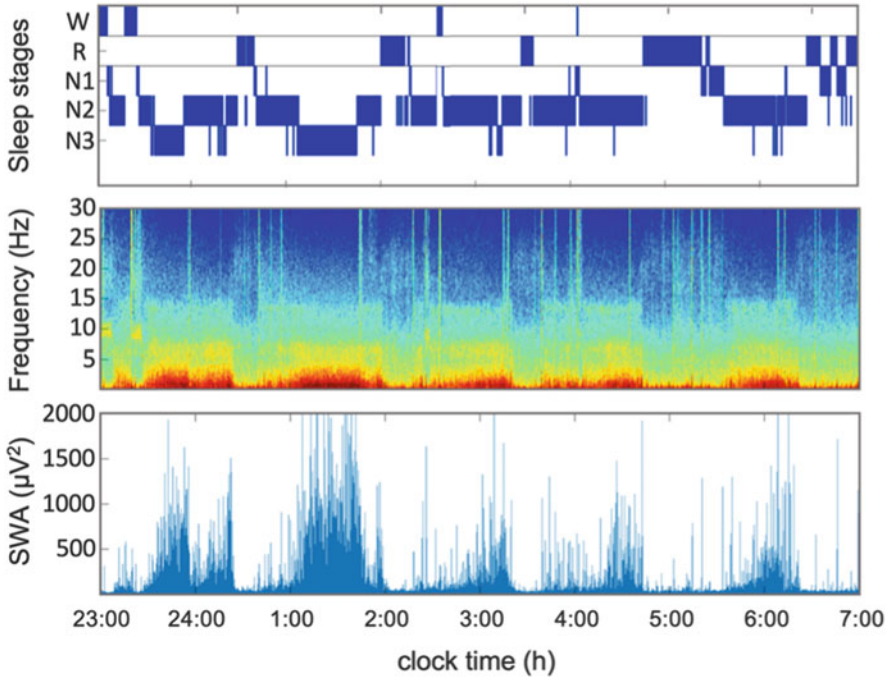 Sleep stages
W
R
N1
N2
N3
Frequency (Hz)
30
25
20
15
10
5
SWA (µV²)
2000
1500
1000
500
23:00 24:00 1:00 2:00 3:00 4:00 5:00 6:00 7:00
clock time (h)